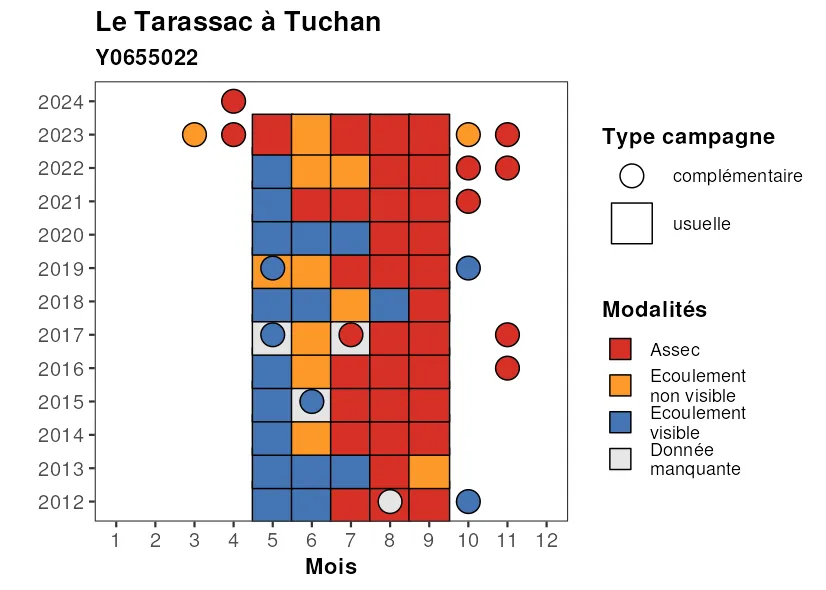 Le Tarassac à Tuchan
Y0655022
2024
2023
2022
2021
2020
2019
2018
2017
2016
2015
2014
2013
2012
1 2 3 4 5 6 7 8 9 10 11 12
Mois
Type campagne
complémentaire
usuelle
Modalités
Assec
Ecoulement
non visible
Ecoulement
visible
Donnée
manquante